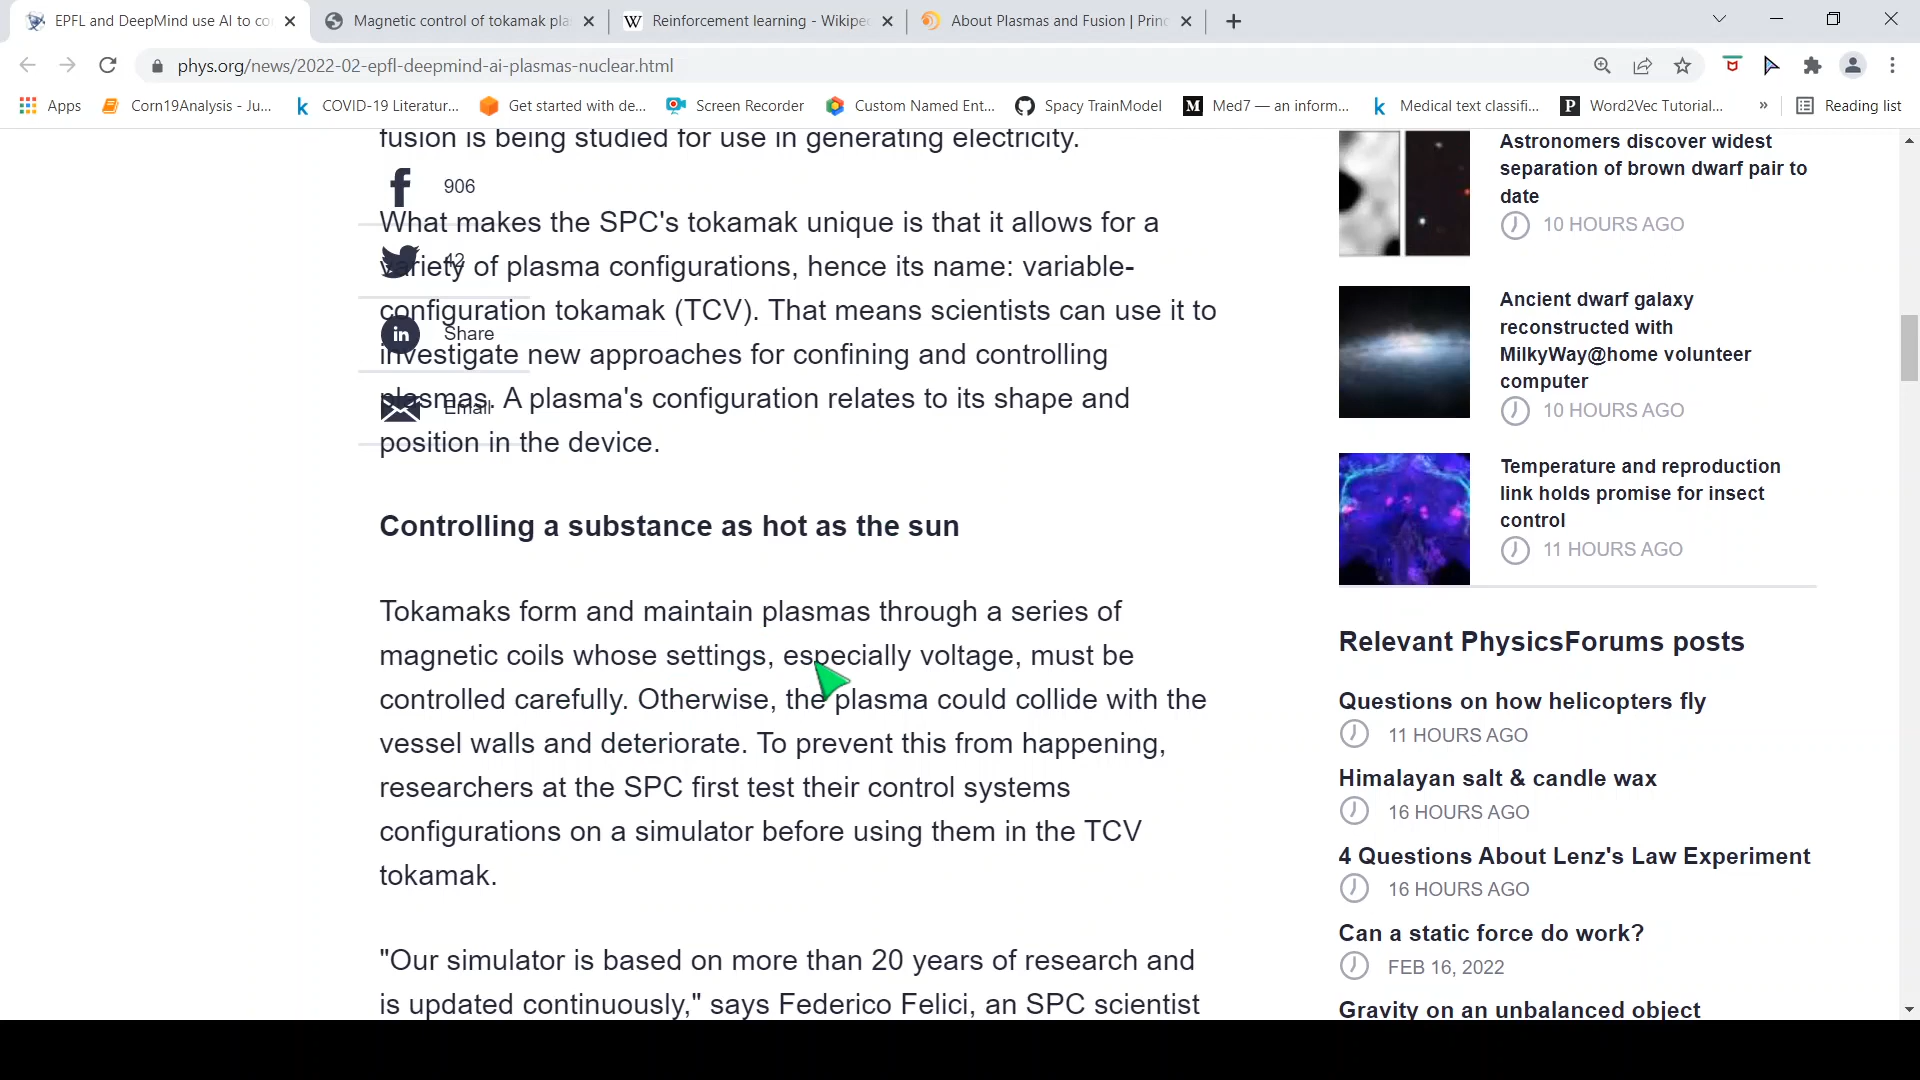 EPFL and DeepMind use AI to co
Magnetic control of tokamak pla
Reinforcement learning - Wikiped
About Plasmas and Fusion | Princ
phys.org/news/2022-02-epfl-deepmind-ai-plasmas-nuclear.html
Apps
Corn19Analysis - Ju...
COVID-19 Literatur...
Get started with de...
Screen Recorder
Custom Named Ent...
Spacy TrainModel
Med7 — an inform...
Medical text classifi...
Word2Vec Tutorial...
»
Reading list
fusion is being studied for use in generating electricity.
906
What makes the SPC's tokamak unique is that it allows for a
42
variety of plasma configurations, hence its name: variable-
configuration tokamak (TCV). That means scientists can use it to
Share
investigate new approaches for confining and controlling
plasmas. A plasma's configuration relates to its shape and
Email
position in the device.
Controlling a substance as hot as the sun
Tokamaks form and maintain plasmas through a series of
magnetic coils whose settings, especially voltage, must be
controlled carefully. Otherwise, the plasma could collide with the
vessel walls and deteriorate. To prevent this from happening,
researchers at the SPC first test their control systems
configurations on a simulator before using them in the TCV
tokamak.
"Our simulator is based on more than 20 years of research and
is updated continuously," says Federico Felici, an SPC scientist
Astronomers discover widest
separation of brown dwarf pair to
date
10 HOURS AGO
Ancient dwarf galaxy
reconstructed with
MilkyWay@home volunteer
computer
10 HOURS AGO
Temperature and reproduction
link holds promise for insect
control
11 HOURS AGO
Relevant PhysicsForums posts
Questions on how helicopters fly
11 HOURS AGO
Himalayan salt & candle wax
16 HOURS AGO
4 Questions About Lenz's Law Experiment
16 HOURS AGO
Can a static force do work?
FEB 16, 2022
Gravity on an unbalanced object